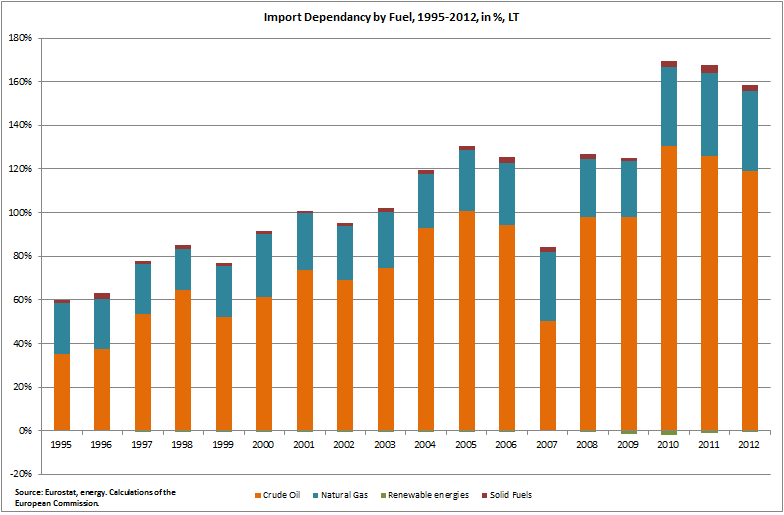 Import Dependancy by Fuel, 1995-2012, in %, LT
180%
160%
140%
120%
100%
80%
60%
40%
20%
0%
-20%
1995 1996 1997 1998 1999 2000 2001 2002 2003 2004 2005 2006 2007 2008 2009 2010 2011 2012
Source: Eurostat, energy. Calculations of the
European Commission.
Crude Oil Natural Gas Renewable energies Solid Fuels